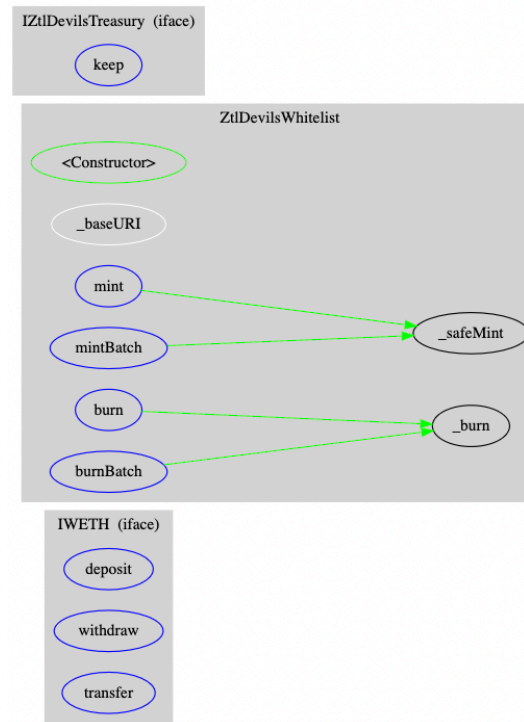 IZtlDevilsTreasury (iface)
keep
ZtlDevilsWhitelist
<Constructor>
_baseURI
mint
_safeMint
mintBatch
burn
_burn
burnBatch
IWETH (iface)
deposit
withdraw
transfer